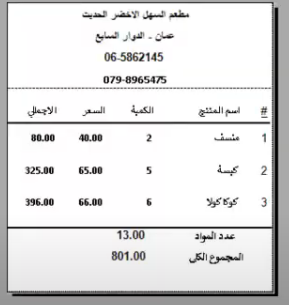 مطعم السهل الاخضر الحديث
عمان - الدوار السابع
06-5862145
079-8965475
# اسم المنتج الكمية السعر الاجمالي
1 منسف 2 40.00 80.00
2 كبسة 5 65.00 325.00
3 كوكا كولا 6 66.00 396.00
عدد المواد 13.00
المجموع الكلي 801.00